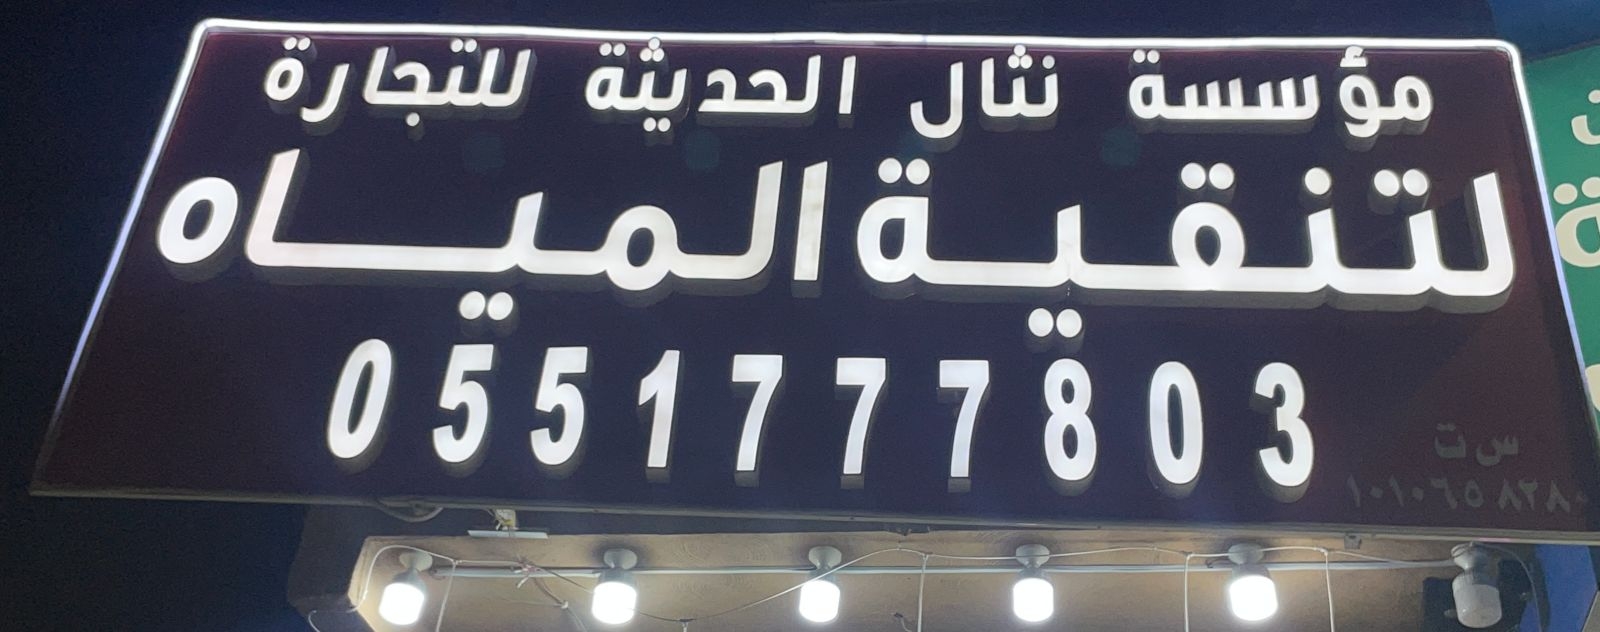 مؤسسة نثال الحديثة للتجارة
لتنقية المياه
0551777803
س ت
١٠١٠٦٥٨٢٨٠